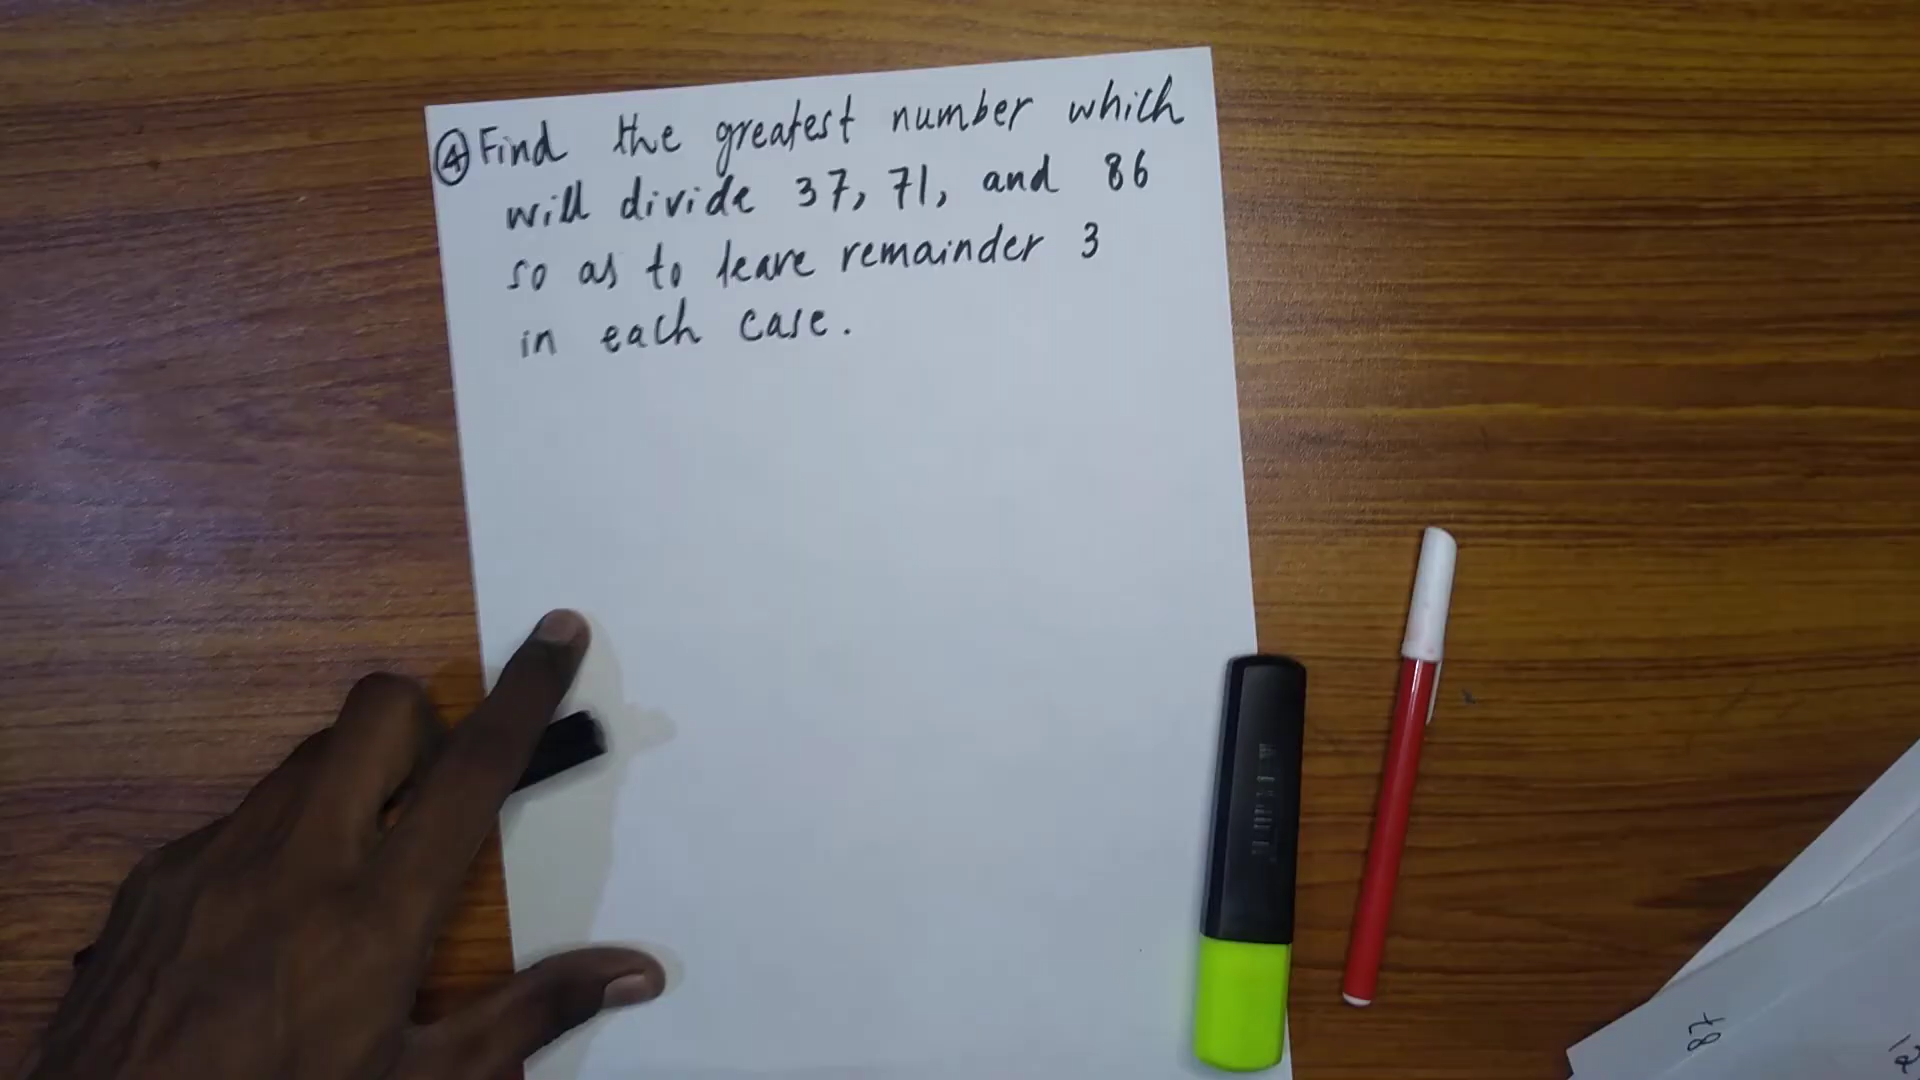 ④ Find the greatest number which
will divide 37, 71, and 86
so as to leave remainder 3
in each case.
87